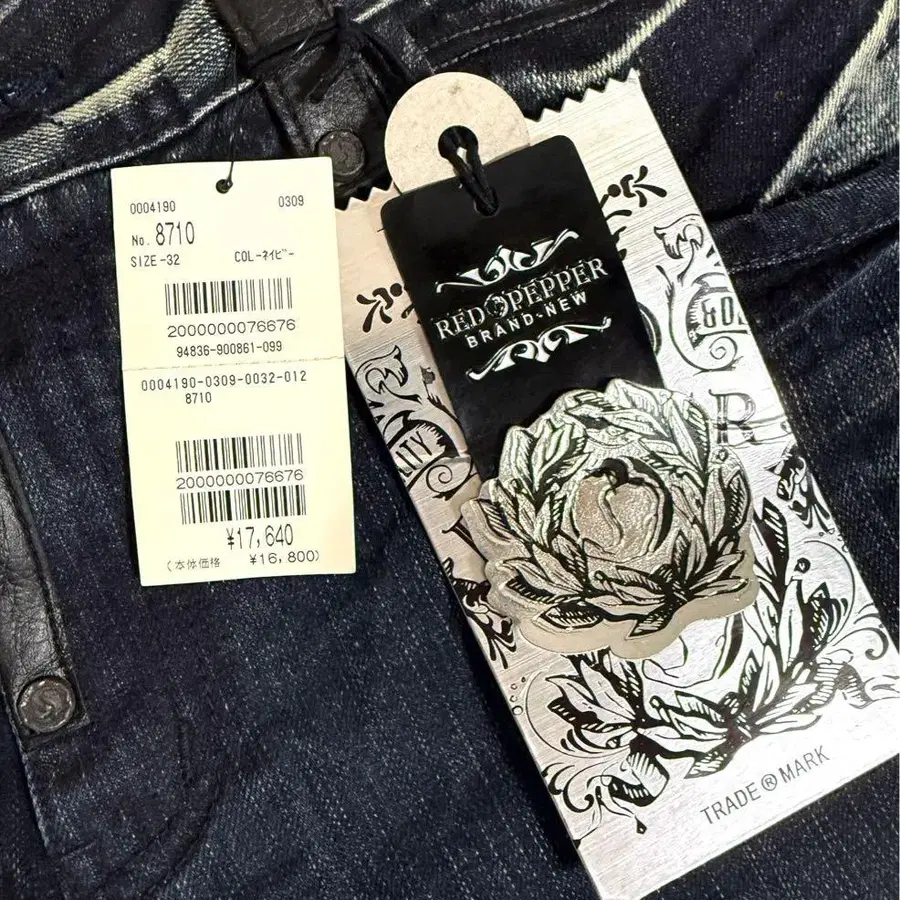 0004190 0309
No. 8710
SIZE-32 COL-ネイビー
2000000076676
94836-900861-099
0004190-0309-0032-012
8710
2000000076676
¥17,640
(本体価格 ¥16,800)
RED PEPPER
BRAND-NEW
&
R
LITY
TRADE ® MARK